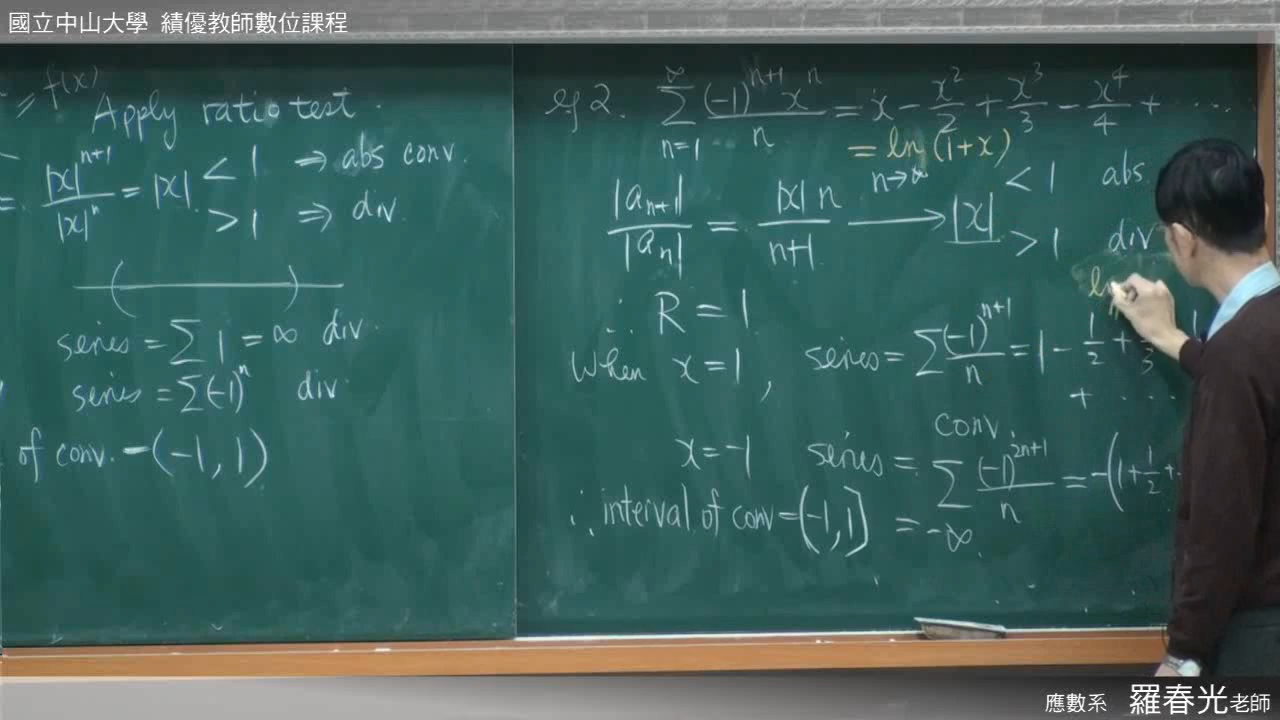 國立中山大學 績優教師數位課程
≥ f(x)
Apply ratio test.
= |x|^{n+1} / |x|^n = |x| < 1 ⇒ abs conv.
> 1 ⇒ div.
series = Σ 1 = ∞ div.
series = Σ (-1)^n div.
of conv. = (-1, 1)
eg 2. Σ_{n=1}^{∞} (-1)^{n+1} x^n / n = x - x^2/2 + x^3/3 - x^4/4 + ....
= ln (1+x)
|a_{n+1}| / |a_n| = |x| n / n+1 ⟶ (n→∞) |x| < 1 abs
> 1 div
∴ R = 1.
When x = 1, series = Σ (-1)^{n+1} / n = 1 - 1/2 + 1/3
+ ....
conv.
x = -1 series = Σ (-1)^{2n+1} / n = -(1 + 1/2 +
∴ interval of conv = (-1, 1] = -∞.
應數系 羅春光老師